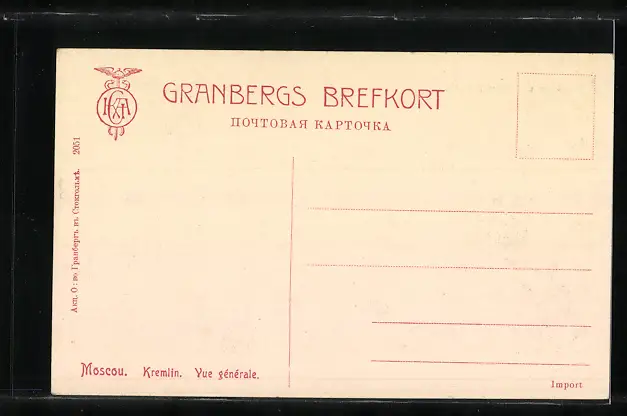 GRANBERGS BREFKORT
ПОЧТОВАЯ КАРТОЧКА
Акц. О: во. Гранбергъ въ Стокгольмѣ. 2051
Moscou. Kremlin. Vue générale.
Import